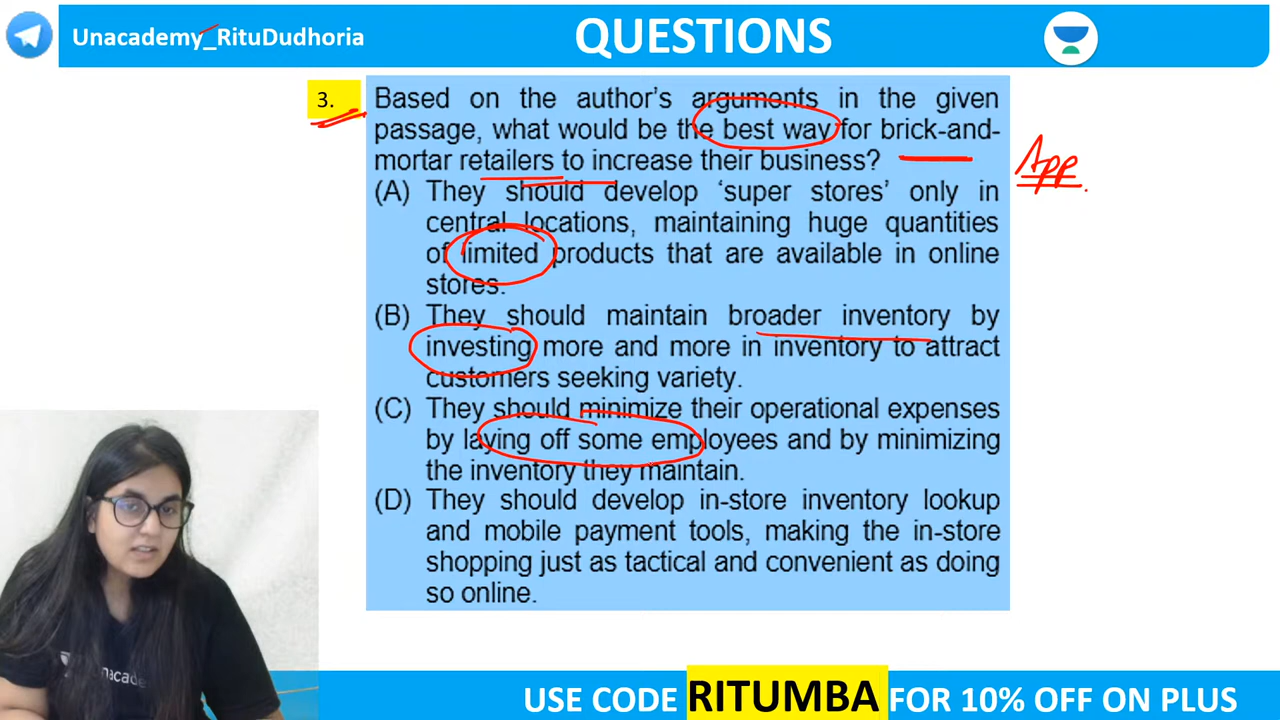 Unacademy_RituDudhoria
QUESTIONS
3.
Based on the author's arguments in the given
passage, what would be the best way for brick-and-
mortar retailers to increase their business?
App.
(A) They should develop 'super stores' only in
central locations, maintaining huge quantities
of limited products that are available in online
stores.
(B) They should maintain broader inventory by
investing more and more in inventory to attract
customers seeking variety.
(C) They should minimize their operational expenses
by laying off some employees and by minimizing
the inventory they maintain.
(D) They should develop in-store inventory lookup
and mobile payment tools, making the in-store
shopping just as tactical and convenient as doing
so online.
USE CODE RITUMBA FOR 10% OFF ON PLUS